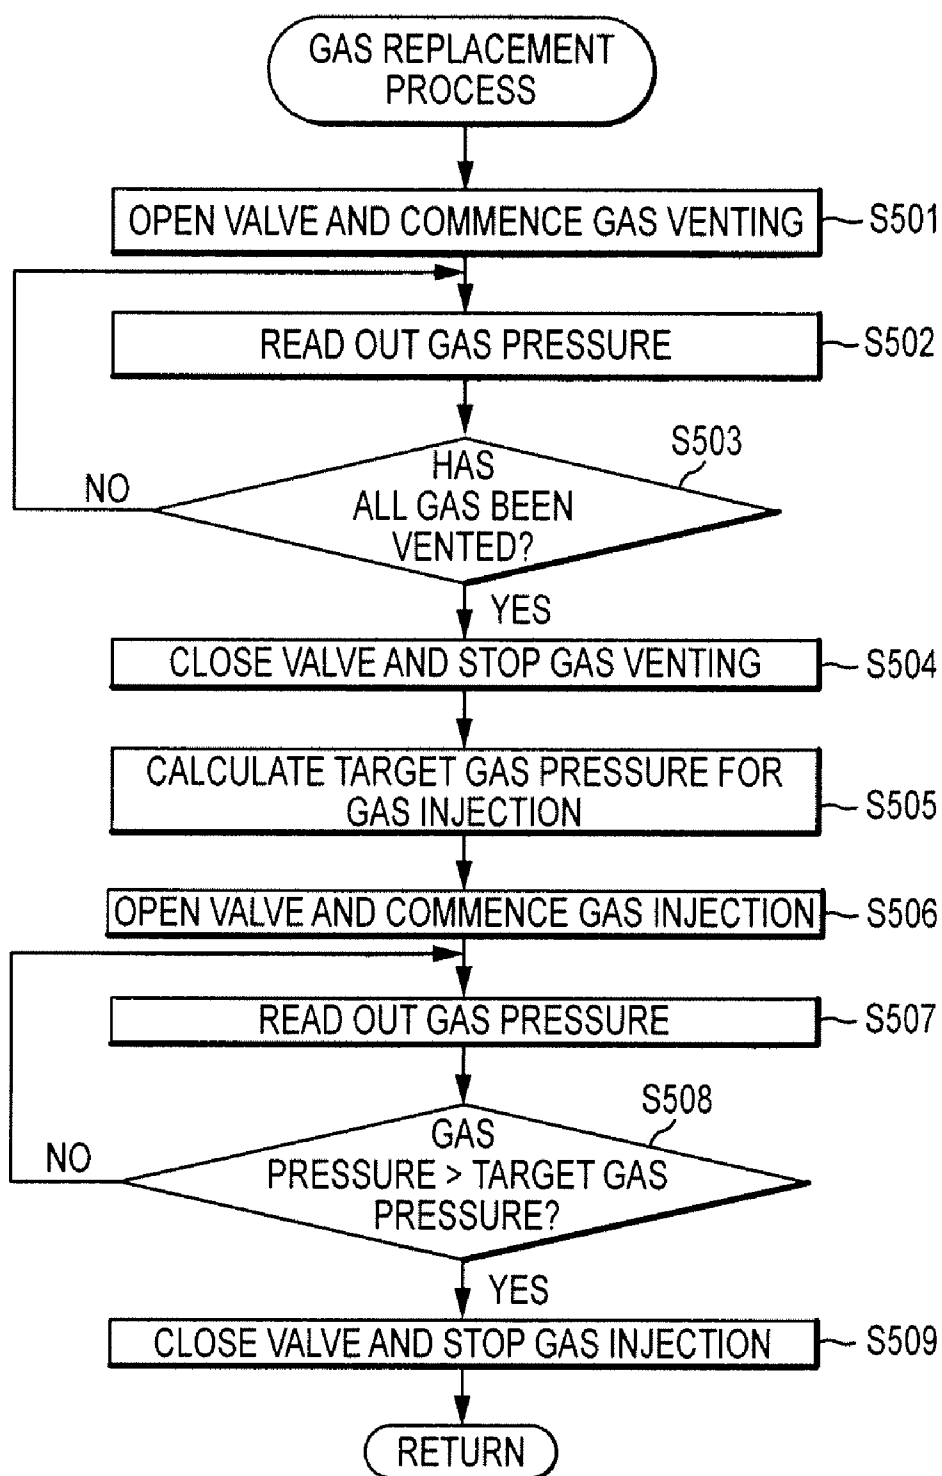 GAS REPLACEMENT
PROCESS
OPEN VALVE AND COMMENCE GAS VENTING
S501
READ OUT GAS PRESSURE
S502
S503
HAS
ALL GAS BEEN
VENTED?
NO
YES
CLOSE VALVE AND STOP GAS VENTING
S504
CALCULATE TARGET GAS PRESSURE FOR
GAS INJECTION
S505
OPEN VALVE AND COMMENCE GAS INJECTION
S506
READ OUT GAS PRESSURE
S507
S508
GAS
PRESSURE > TARGET GAS
PRESSURE?
NO
YES
CLOSE VALVE AND STOP GAS INJECTION
S509
RETURN